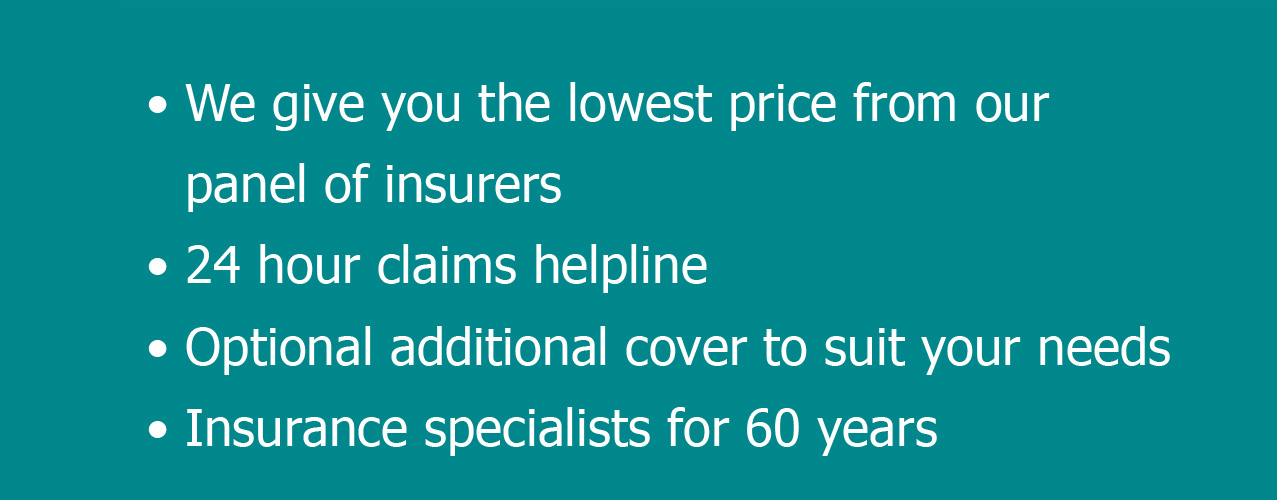 • We give you the lowest price from our
panel of insurers
• 24 hour claims helpline
• Optional additional cover to suit your needs
• Insurance specialists for 60 years